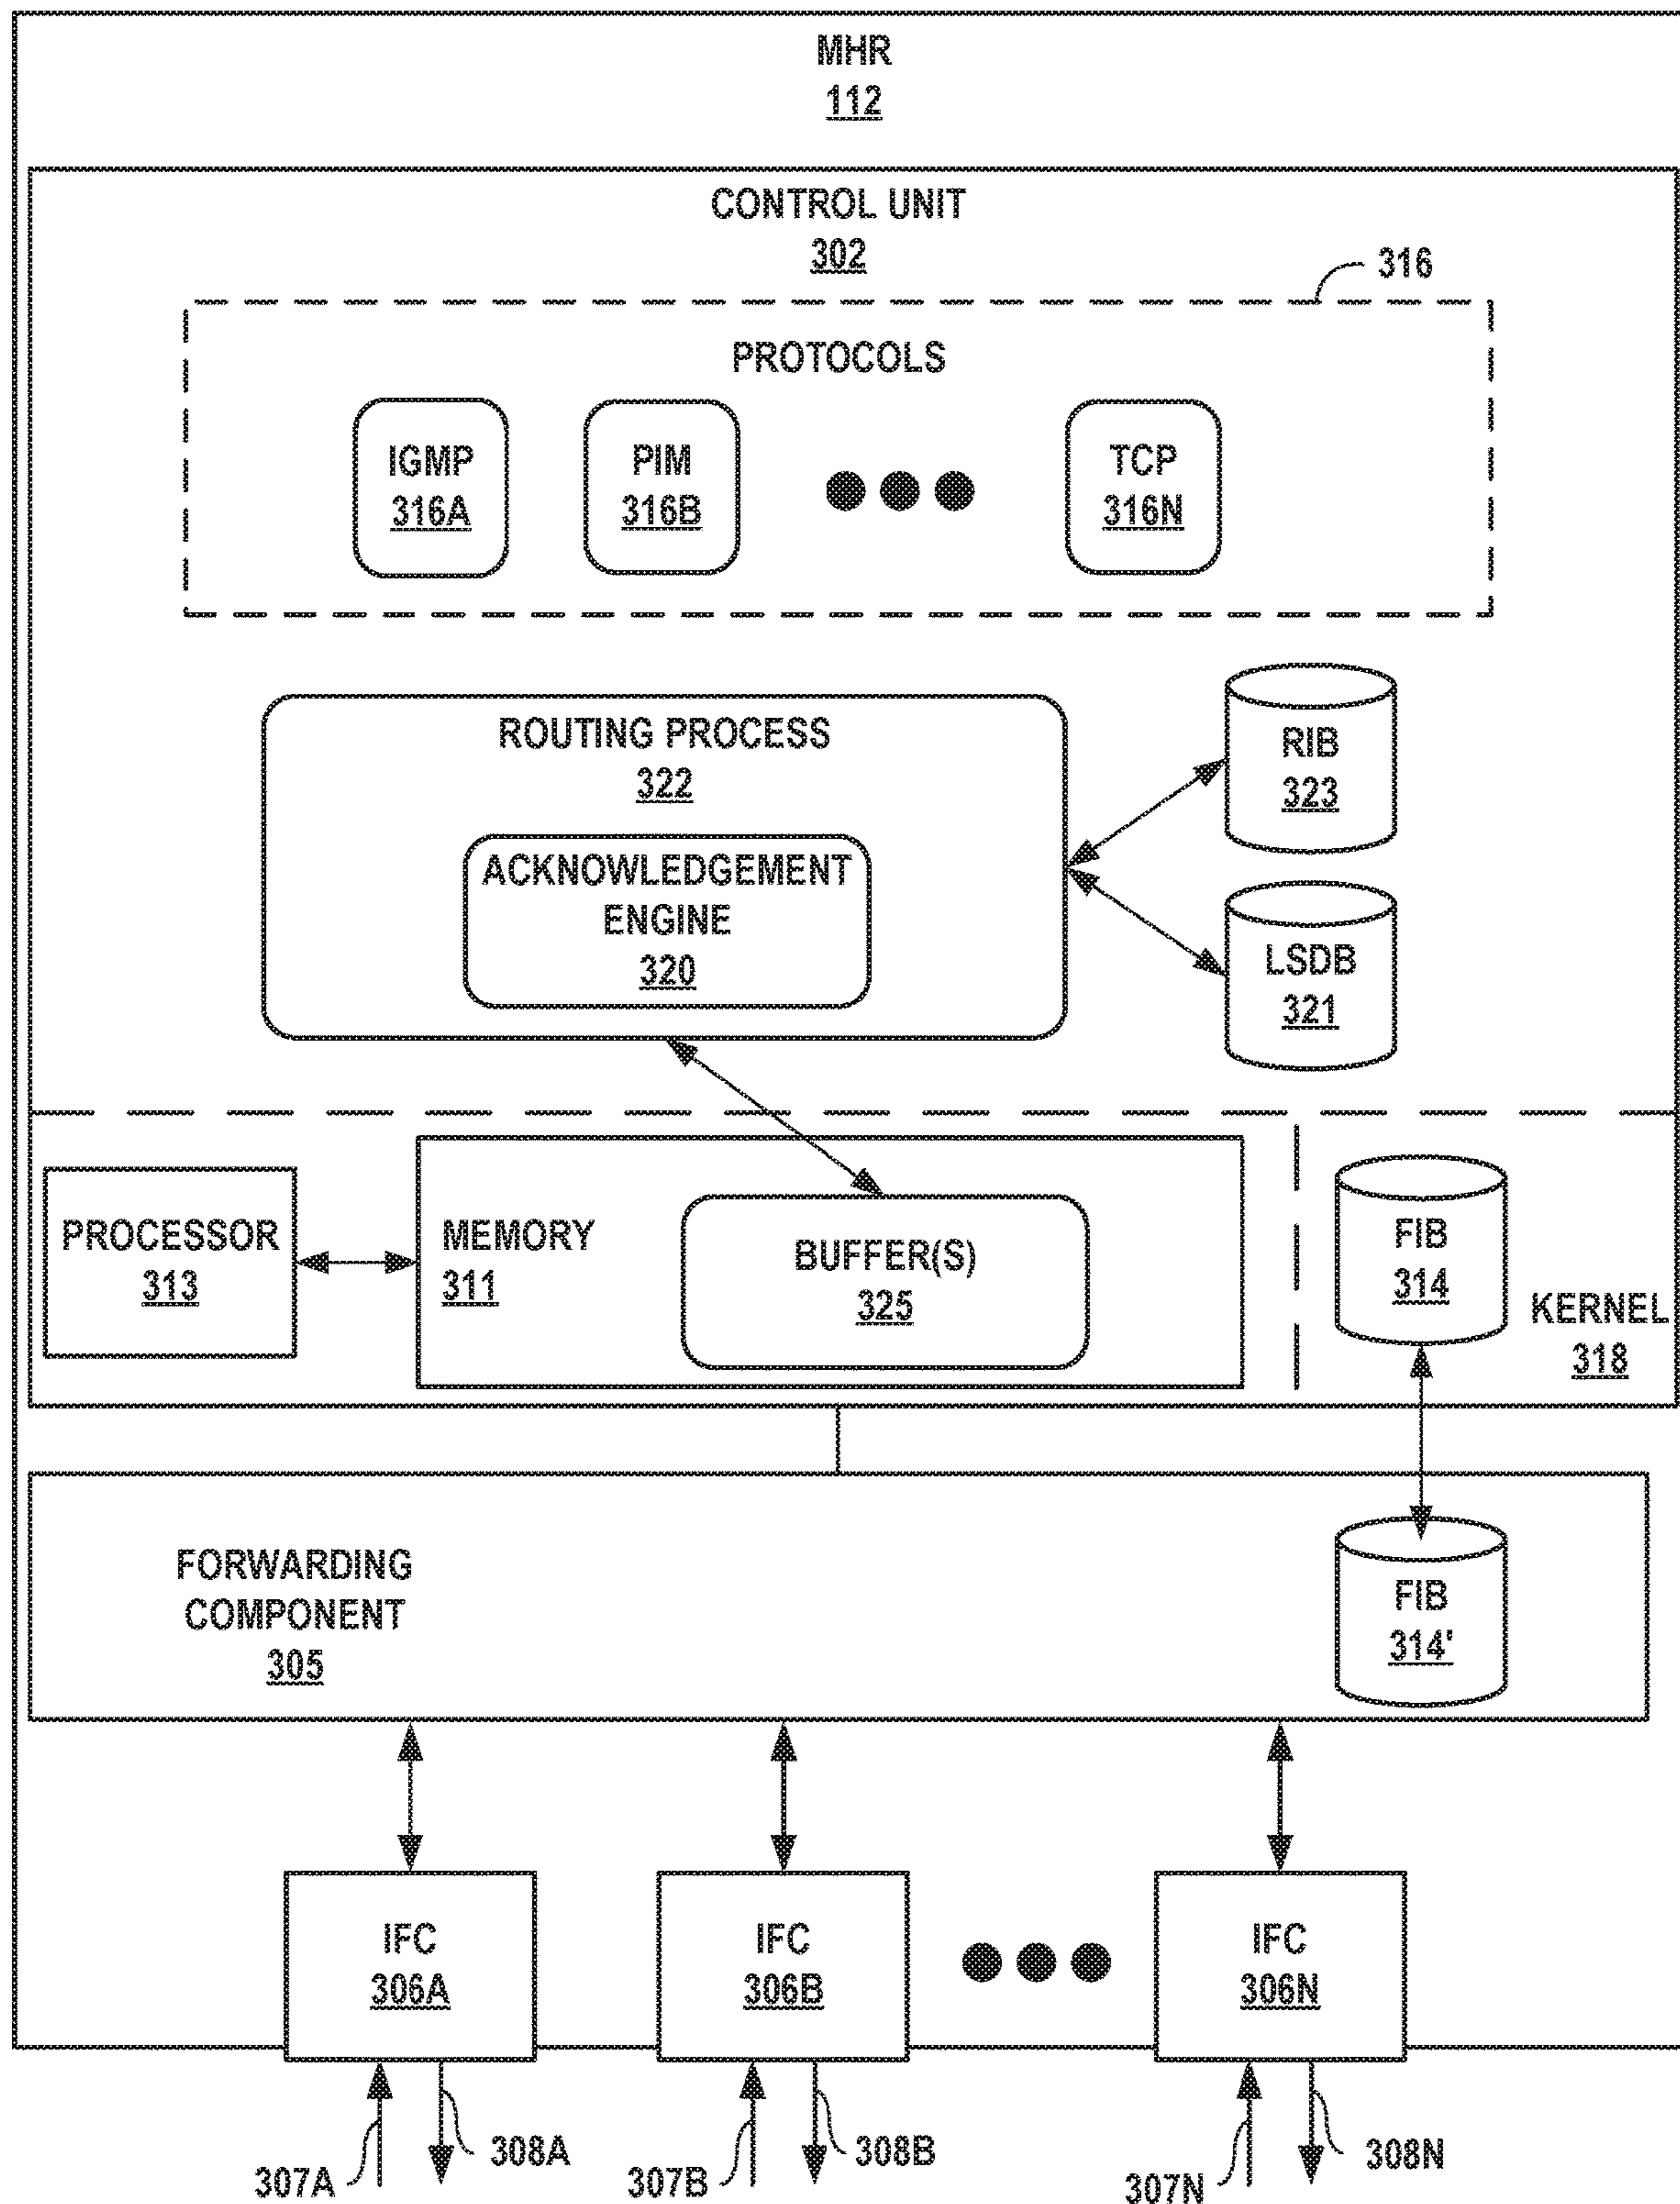 MHR
112
CONTROL UNIT
302
316
PROTOCOLS
IGMP
316A
PIM
316B
TCP
316N
ROUTING PROCESS
322
ACKNOWLEDGEMENT
ENGINE
320
RIB
323
LSDB
321
PROCESSOR
313
MEMORY
311
BUFFER(S)
325
FIB
314
KERNEL
318
FORWARDING
COMPONENT
305
FIB
314'
IFC
306A
IFC
306B
IFC
306N
307A
308A
307B
308B
307N
308N